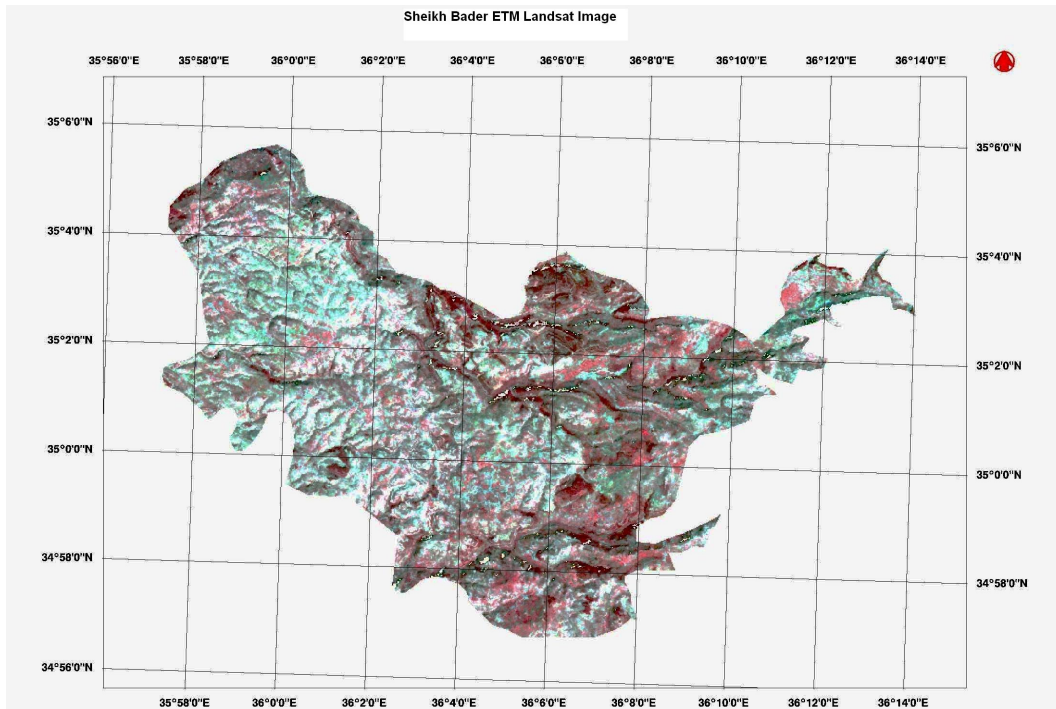 Sheikh Bader ETM Landsat Image
35°56'0"E 35°58'0"E 36°0'0"E 36°2'0"E 36°4'0"E 36°6'0"E 36°8'0"E 36°10'0"E 36°12'0"E 36°14'0"E
35°6'0"N
35°6'0"N
35°4'0"N
35°4'0"N
35°2'0"N
35°2'0"N
35°0'0"N
35°0'0"N
34°58'0"N
34°58'0"N
34°56'0"N
35°58'0"E 36°0'0"E 36°2'0"E 36°4'0"E 36°6'0"E 36°8'0"E 36°10'0"E 36°12'0"E 36°14'0"E